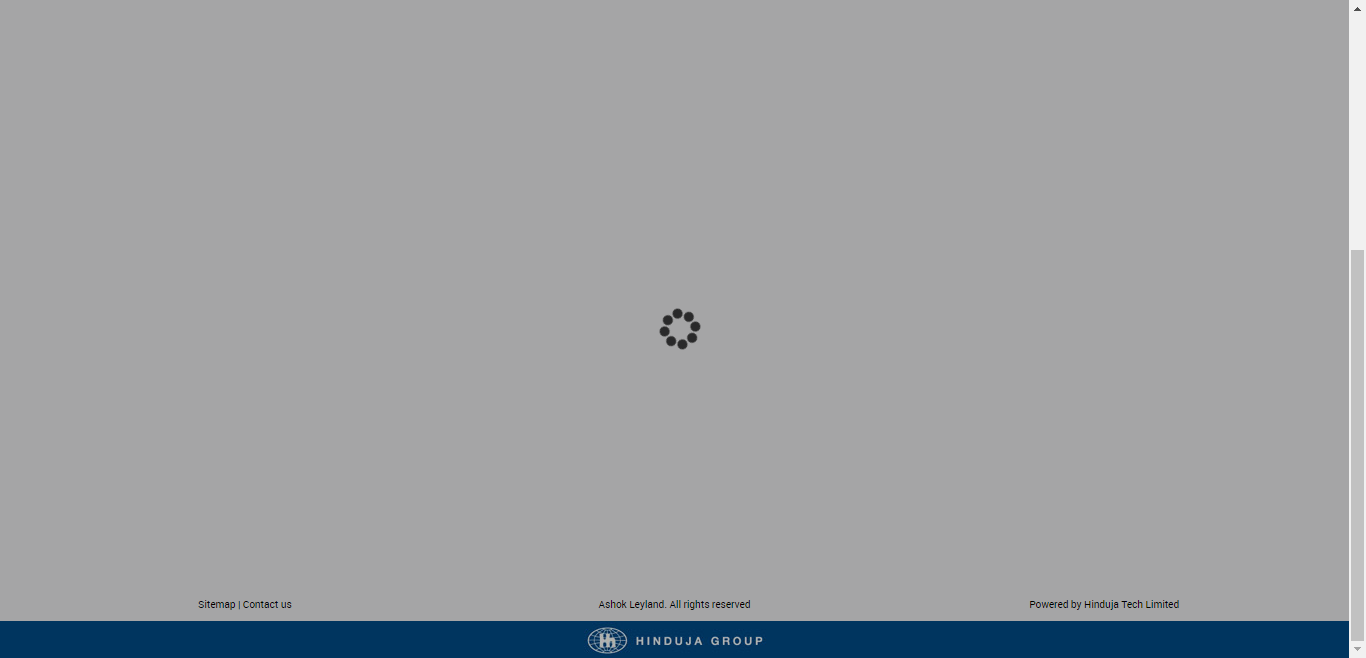 Sitemap | Contact us
Ashok Leyland. All rights reserved
Powered by Hinduja Tech Limited
HINDUJA GROUP